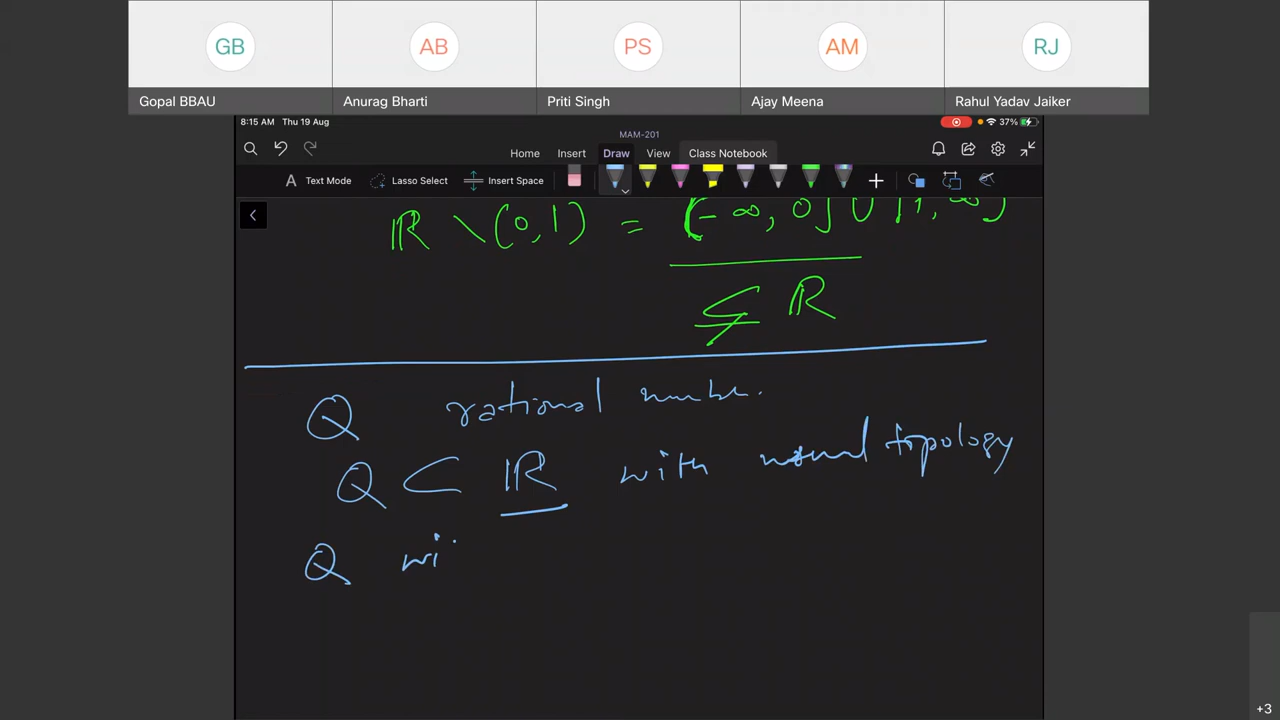 GB AB PS AM RJ
Gopal BBAU Anurag Bharti Priti Singh Ajay Meena Rahul Yadav Jaiker
8:15 AM Thu 19 Aug 37%
MAM-201
Home Insert Draw View Class Notebook
Text Mode Lasso Select Insert Space
ℝ \ (0, 1) = (-∞, 0] ∪ [1, ∞)
⊊ ℝ
Q rational numbe.
Q ⊂ ℝ with usual topology
Q wi
+3